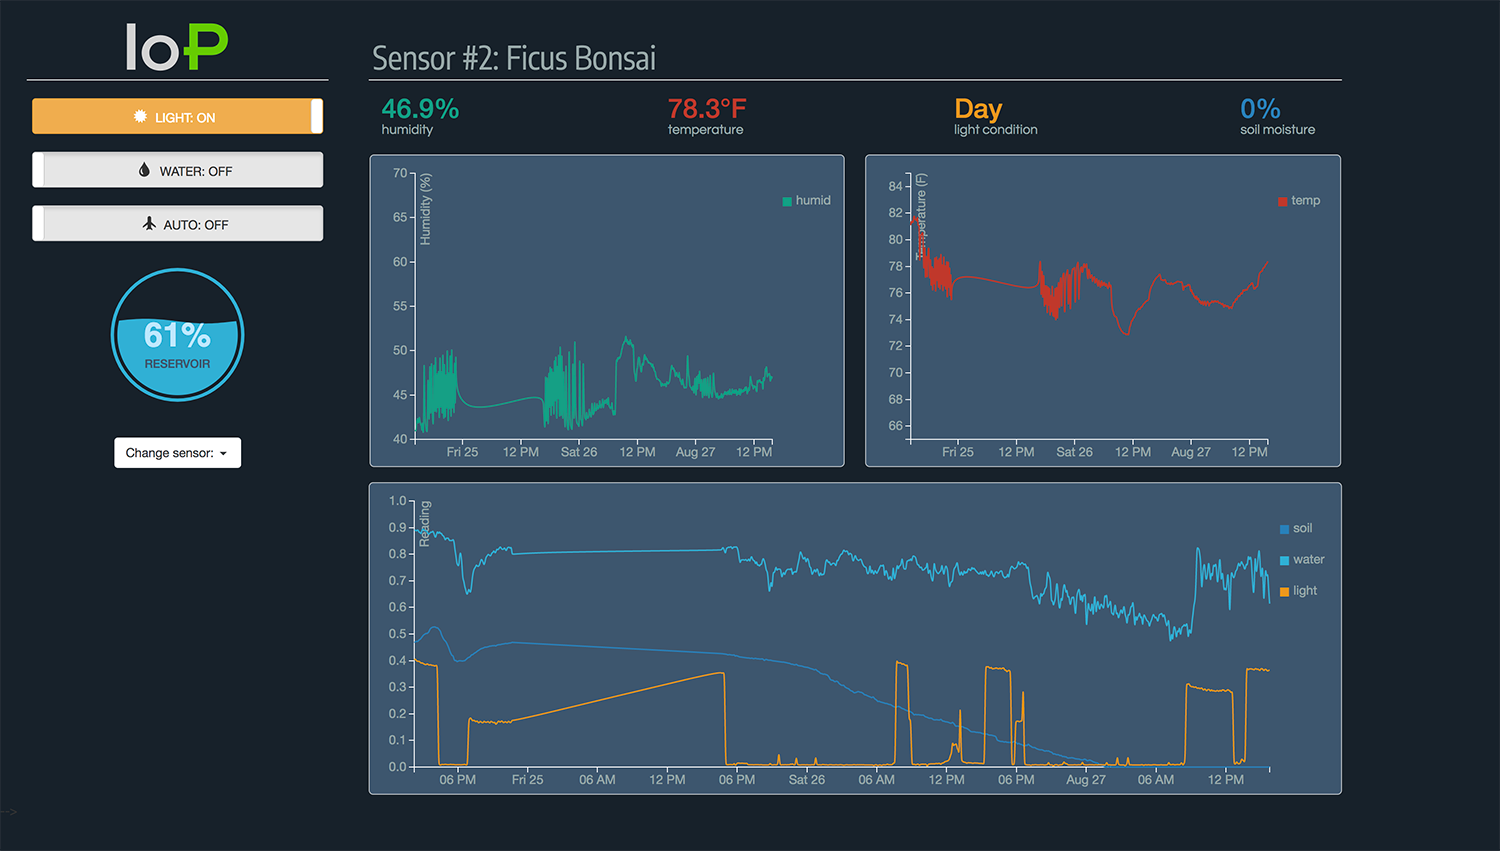 IoP
LIGHT: ON
WATER: OFF
AUTO: OFF
61%
RESERVOIR
Change sensor:
Sensor #2: Ficus Bonsai
46.9%
humidity
78.3°F
temperature
Day
light condition
0%
soil moisture
70
65
60
55
50
45
40
Humidity (%)
humid
Fri 25 12 PM Sat 26 12 PM Aug 27 12 PM
84
82
80
78
76
74
72
70
68
66
Temperature (F)
temp
Fri 25 12 PM Sat 26 12 PM Aug 27 12 PM
1.0
0.9
0.8
0.7
0.6
0.5
0.4
0.3
0.2
0.1
0.0
Reading
soil
water
light
06 PM Fri 25 06 AM 12 PM 06 PM Sat 26 06 AM 12 PM 06 PM Aug 27 06 AM 12 PM
-->